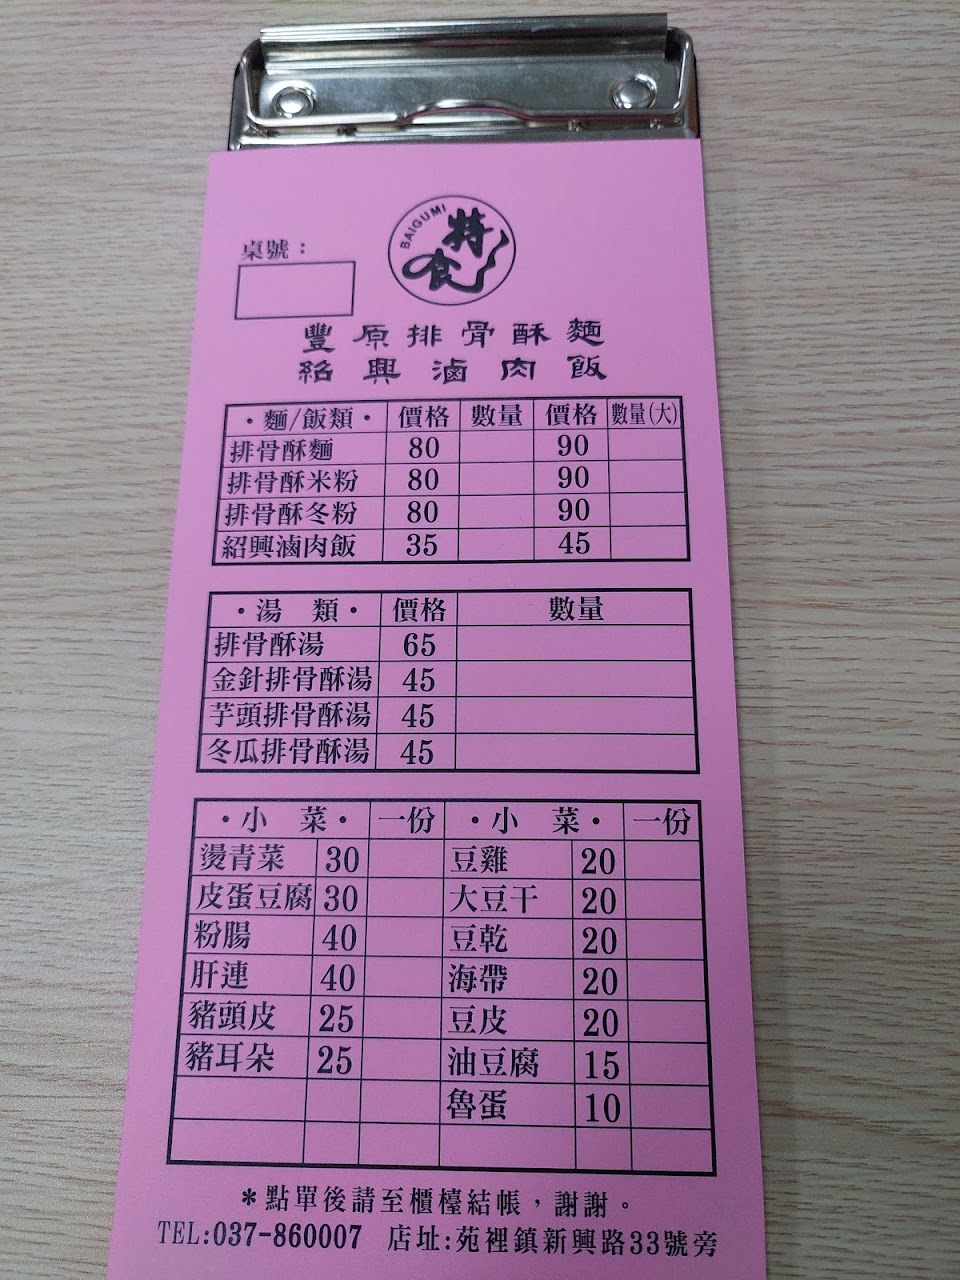 BAIGUMI
特食
桌號：
豐原排骨酥麵
紹興滷肉飯
・麵/飯類・ 價格 數量 價格 數量(大)
排骨酥麵 80 90
排骨酥米粉 80 90
排骨酥冬粉 80 90
紹興滷肉飯 35 45
・湯 類・ 價格 數量
排骨酥湯 65
金針排骨酥湯 45
芋頭排骨酥湯 45
冬瓜排骨酥湯 45
・小 菜・ 一份 ・小 菜・ 一份
燙青菜 30 豆雞 20
皮蛋豆腐 30 大豆干 20
粉腸 40 豆乾 20
肝連 40 海帶 20
豬頭皮 25 豆皮 20
豬耳朵 25 油豆腐 15
魯蛋 10
＊點單後請至櫃檯結帳，謝謝。
TEL:037-860007 店址:苑裡鎮新興路33號旁